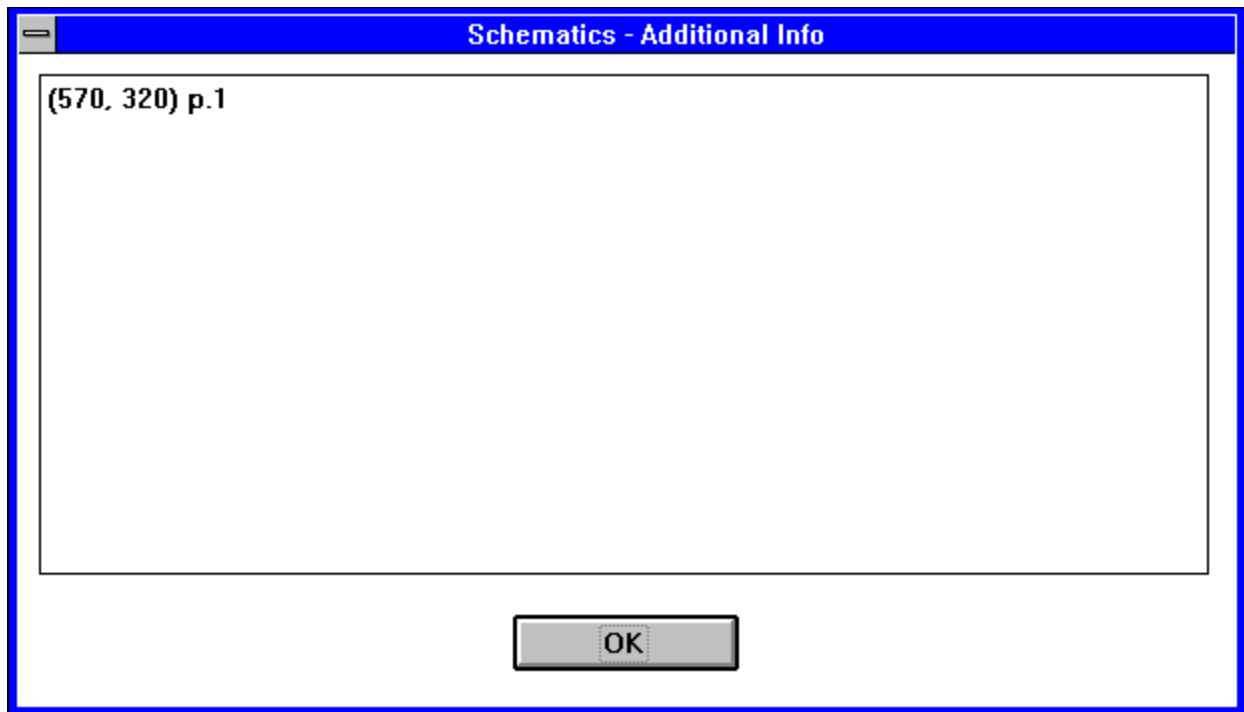 Schematics - Additional Info
(570, 320) p.1
OK